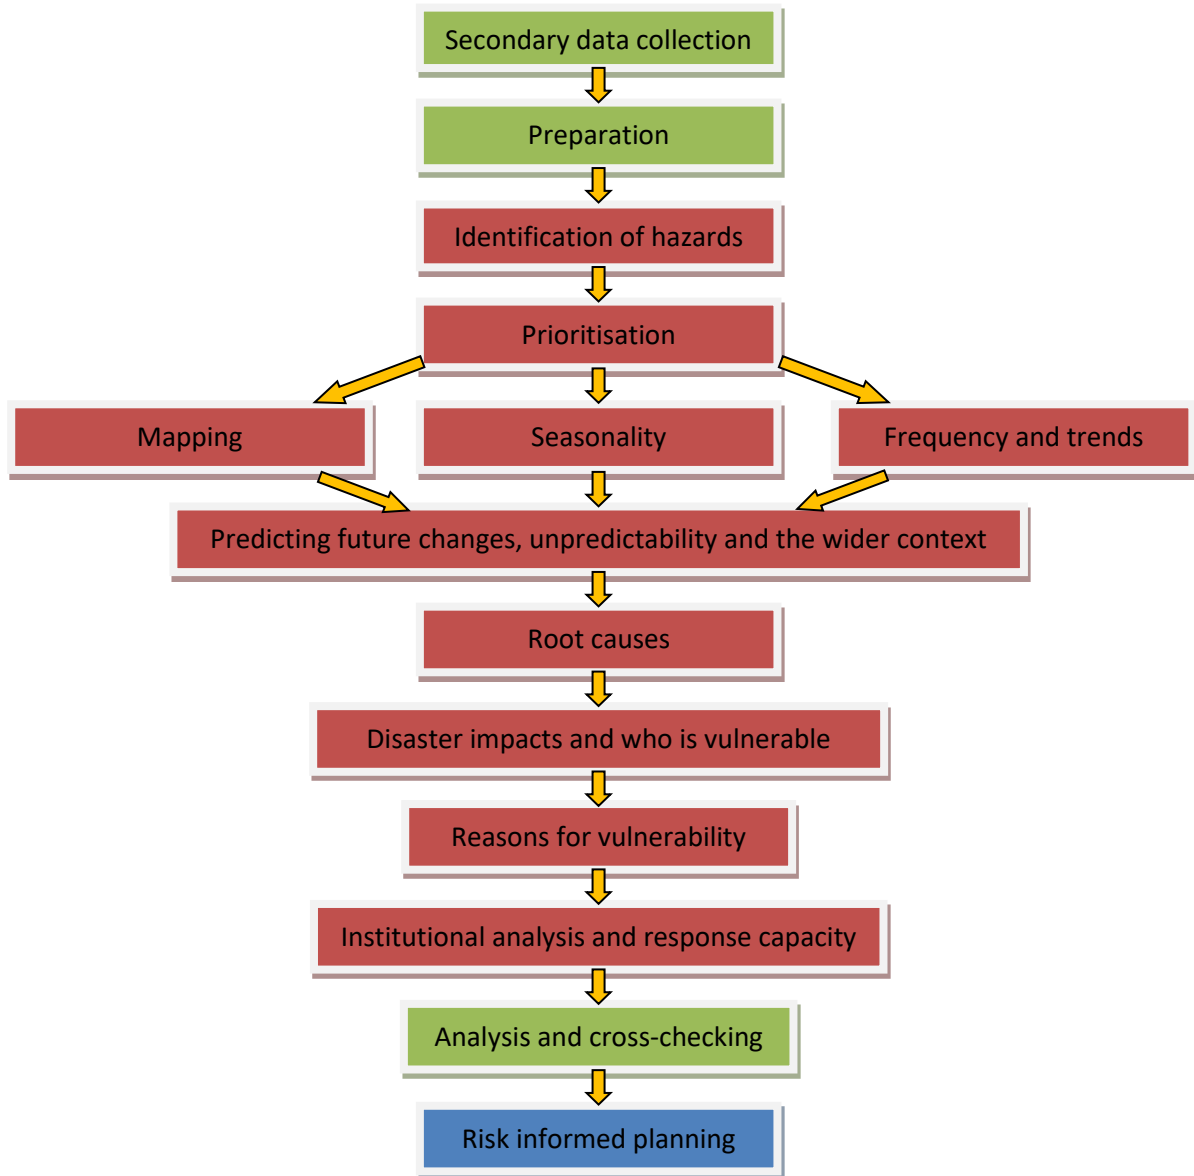 Secondary data collection
Preparation
Identification of hazards
Prioritisation
Mapping
Seasonality
Frequency and trends
Predicting future changes, unpredictability and the wider context
Root causes
Disaster impacts and who is vulnerable
Reasons for vulnerability
Institutional analysis and response capacity
Analysis and cross-checking
Risk informed planning